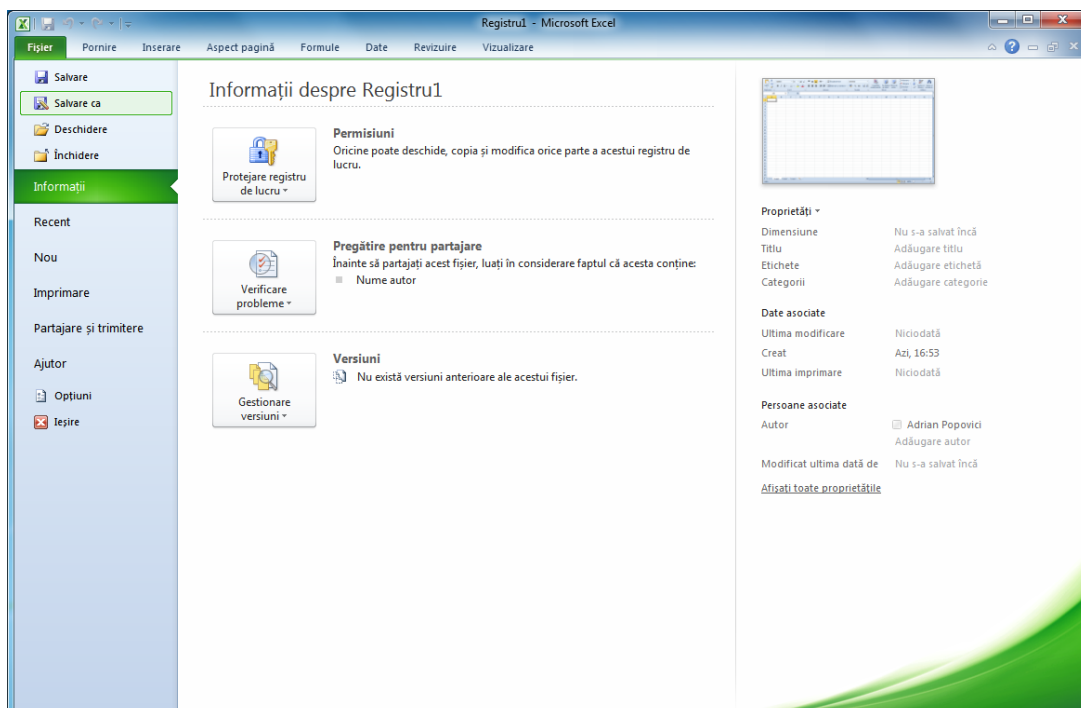 Registru1 - Microsoft Excel
Fișier Pornire Inserare Aspect pagină Formule Date Revizuire Vizualizare
Salvare
Salvare ca
Deschidere
Închidere
Informații
Recent
Nou
Imprimare
Partajare și trimitere
Ajutor
Opțiuni
Ieșire
Informații despre Registru1
Protejare registru
de lucru
Permisiuni
Oricine poate deschide, copia și modifica orice parte a acestui registru de
lucru.
Verificare
probleme
Pregătire pentru partajare
Înainte să partajați acest fișier, luați în considerare faptul că acesta conține:
Nume autor
Gestionare
versiuni
Versiuni
Nu există versiuni anterioare ale acestui fișier.
Proprietăți
Dimensiune Nu s-a salvat încă
Titlu Adăugare titlu
Etichete Adăugare etichetă
Categorii Adăugare categorie
Date asociate
Ultima modificare Niciodată
Creat Azi, 16:53
Ultima imprimare Niciodată
Persoane asociate
Autor Adrian Popovici
Adăugare autor
Modificat ultima dată de Nu s-a salvat încă
Afișați toate proprietățile